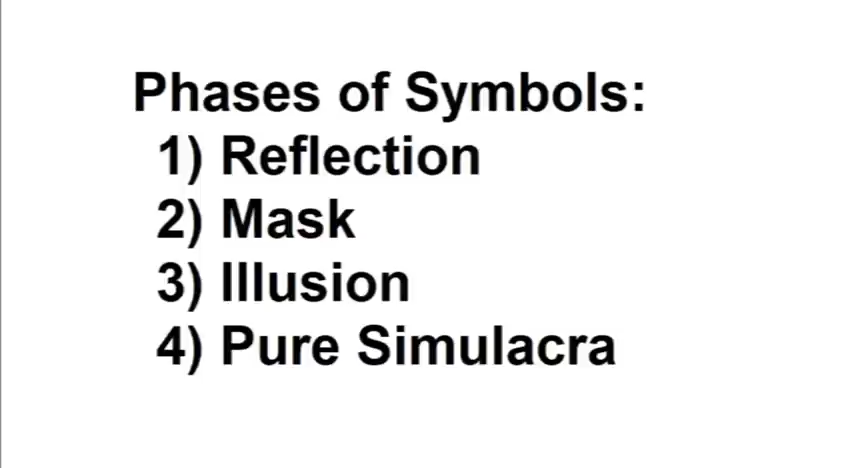 Phases of Symbols:
1) Reflection
2) Mask
3) Illusion
4) Pure Simulacra